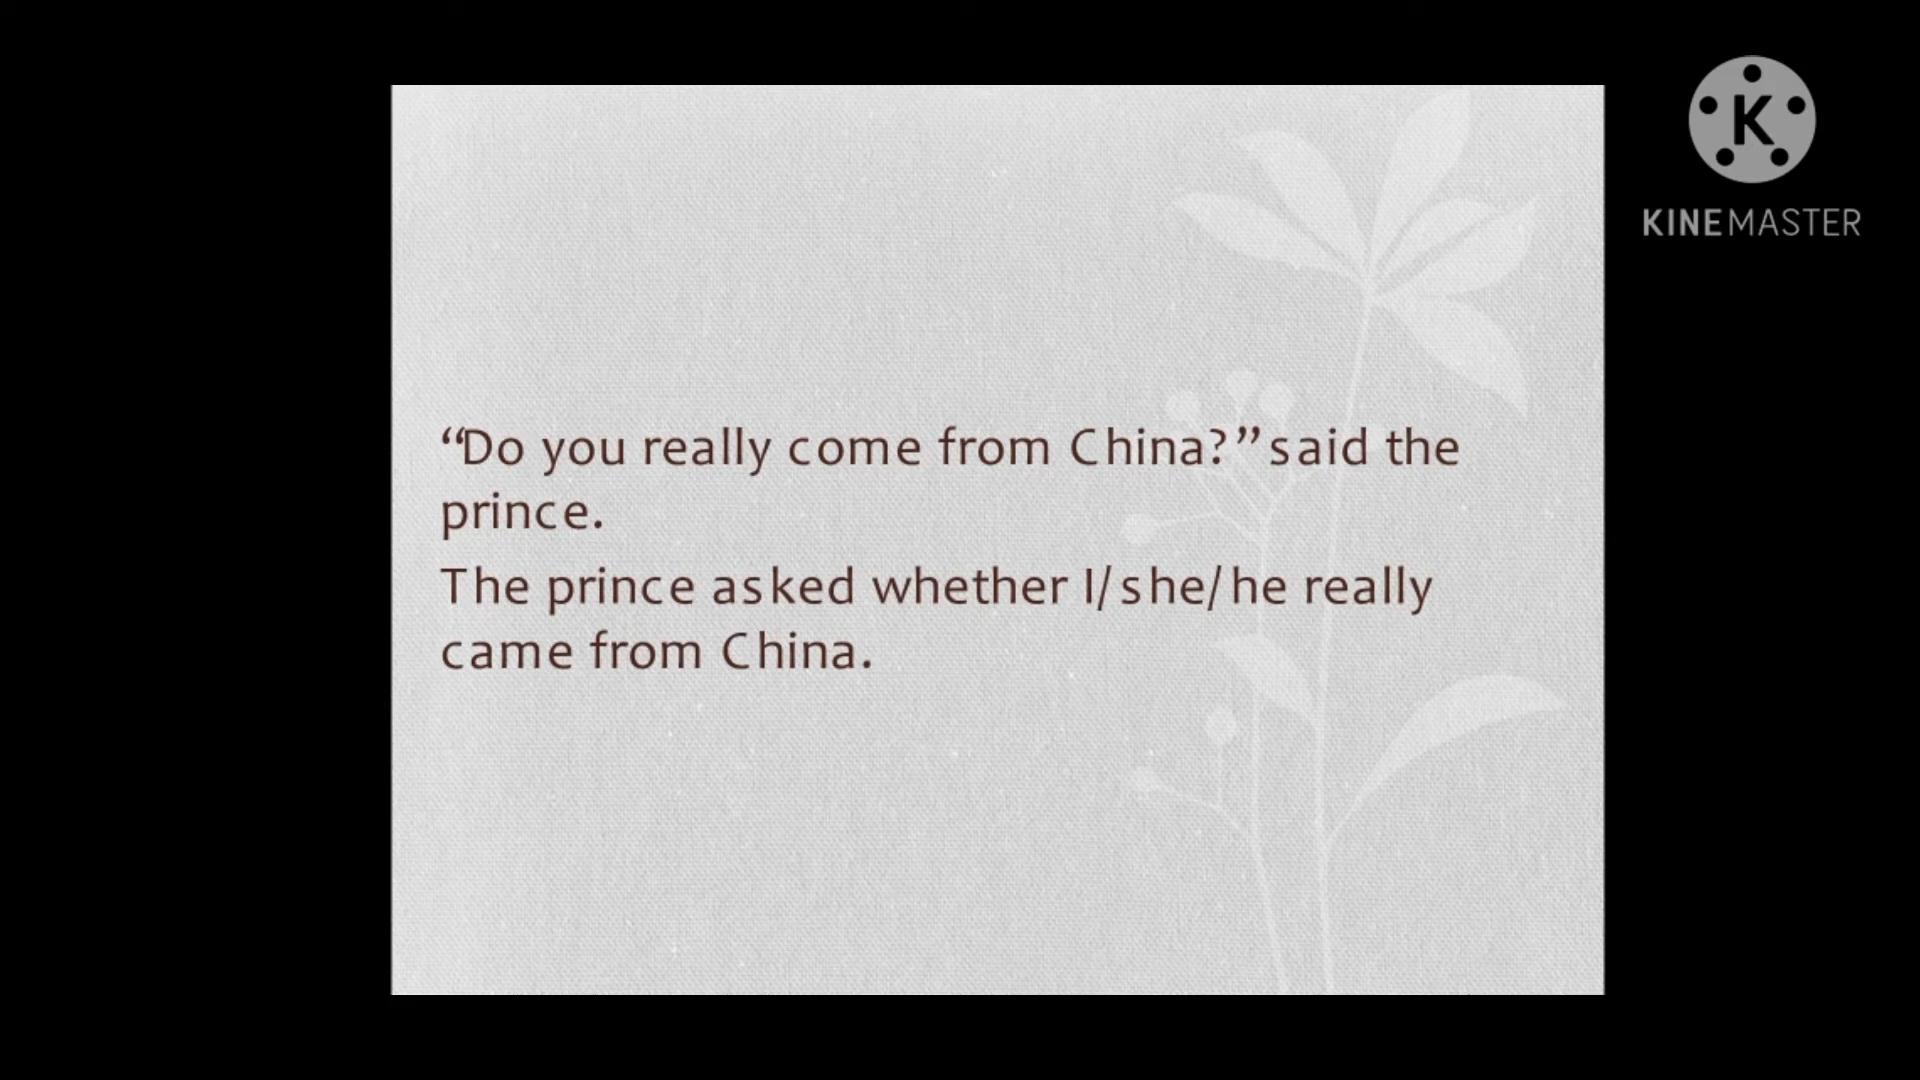 “Do you really come from China?” said the
prince.
The prince asked whether I/she/he really
came from China.
K
KINEMASTER